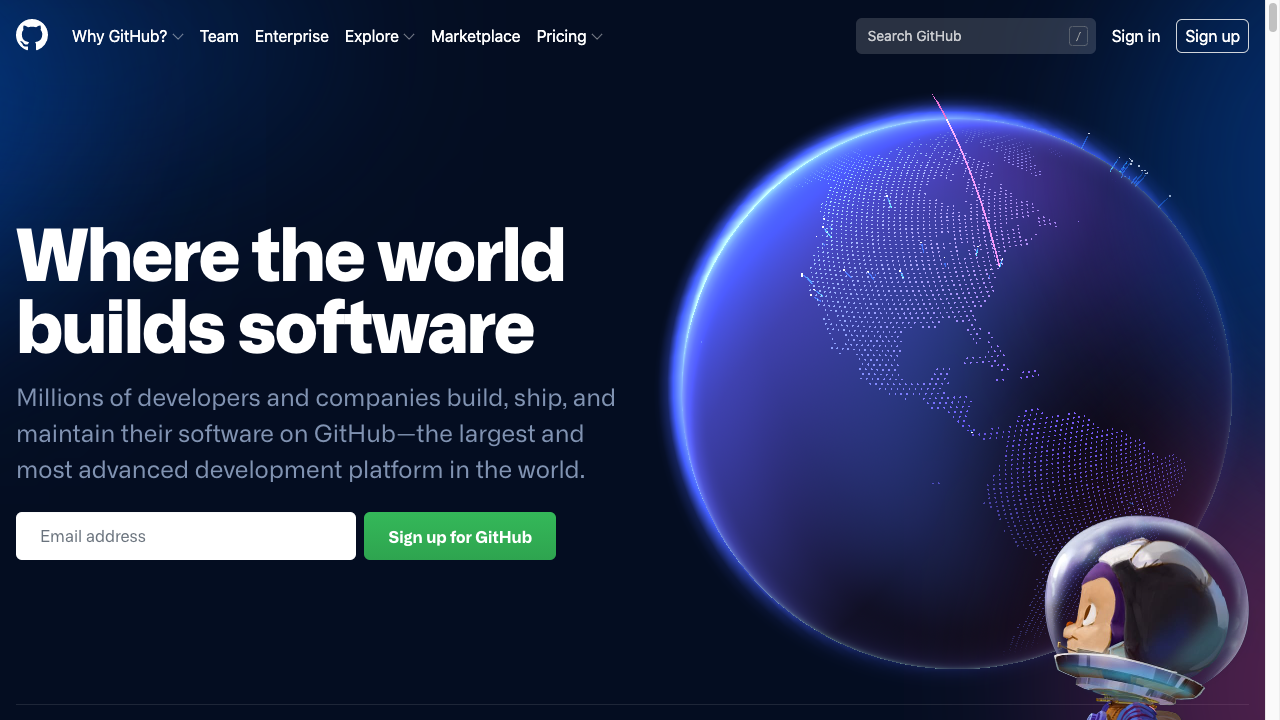 Why GitHub? Team Enterprise Explore Marketplace Pricing Search GitHub / Sign in Sign up
Where the world
builds software
Millions of developers and companies build, ship, and
maintain their software on GitHub—the largest and
most advanced development platform in the world.
Email address Sign up for GitHub